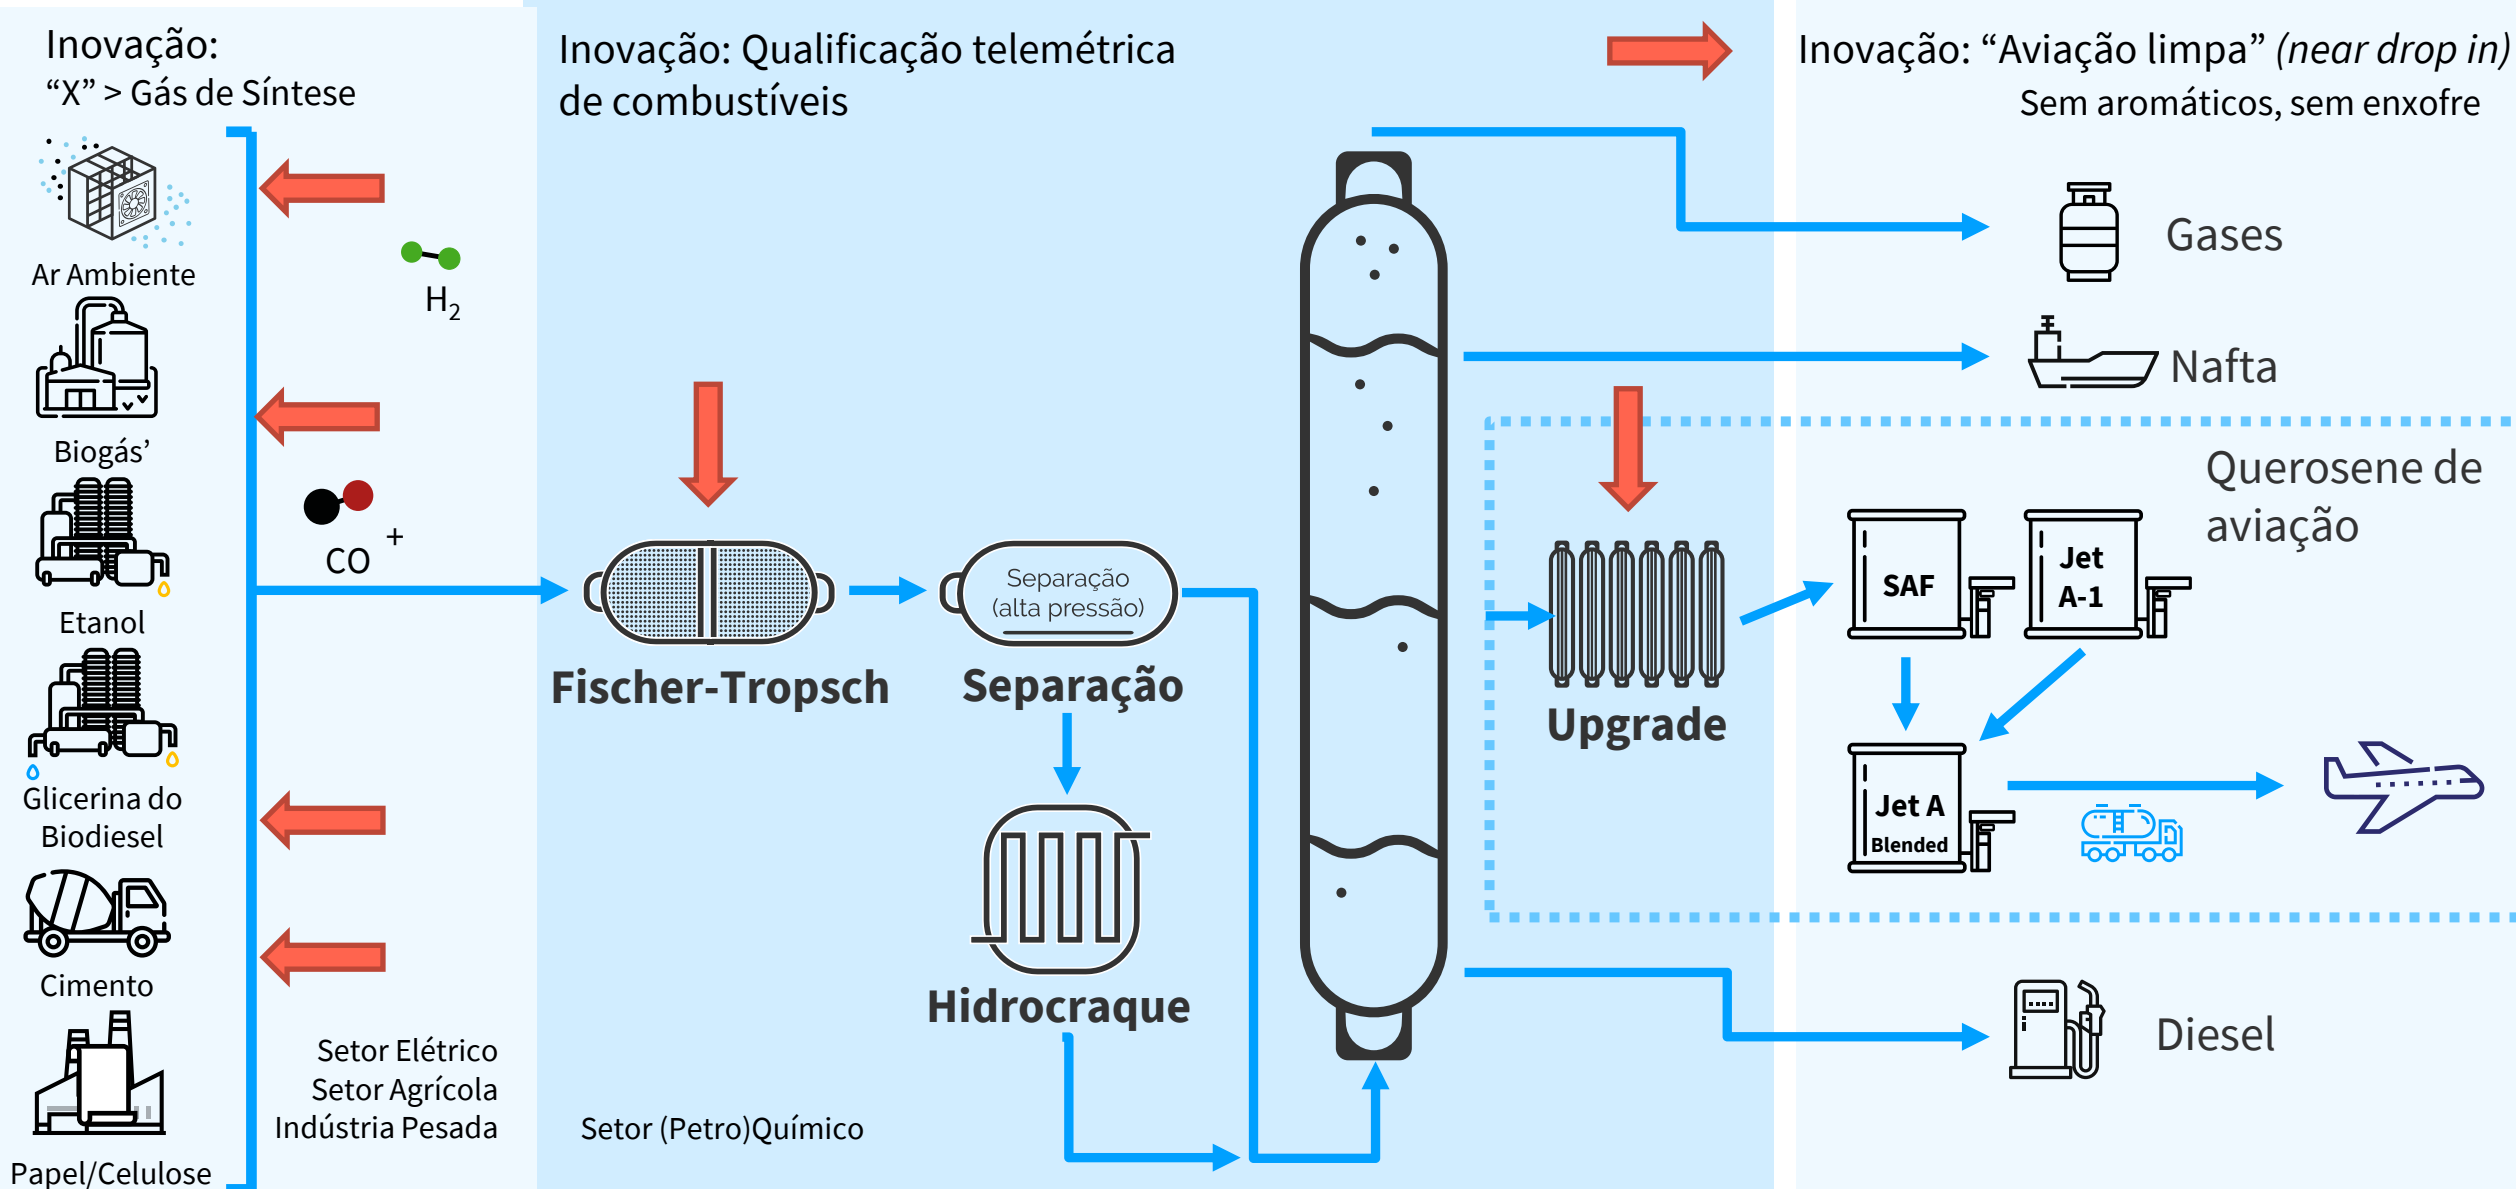 Inovação:
“X” > Gás de Síntese
Ar Ambiente
Biogás’
Etanol
Glicerina do
Biodiesel
Cimento
Papel/Celulose
H₂
CO
+
Setor Elétrico
Setor Agrícola
Indústria Pesada
Inovação: Qualificação telemétrica
de combustíveis
Fischer-Tropsch
Separação
(alta pressão)
Separação
Hidrocraque
Setor (Petro)Químico
Upgrade
Inovação: “Aviação limpa” (near drop in)
Sem aromáticos, sem enxofre
Gases
Nafta
Querosene de
aviação
SAF
Jet
A-1
Jet A
Blended
Diesel